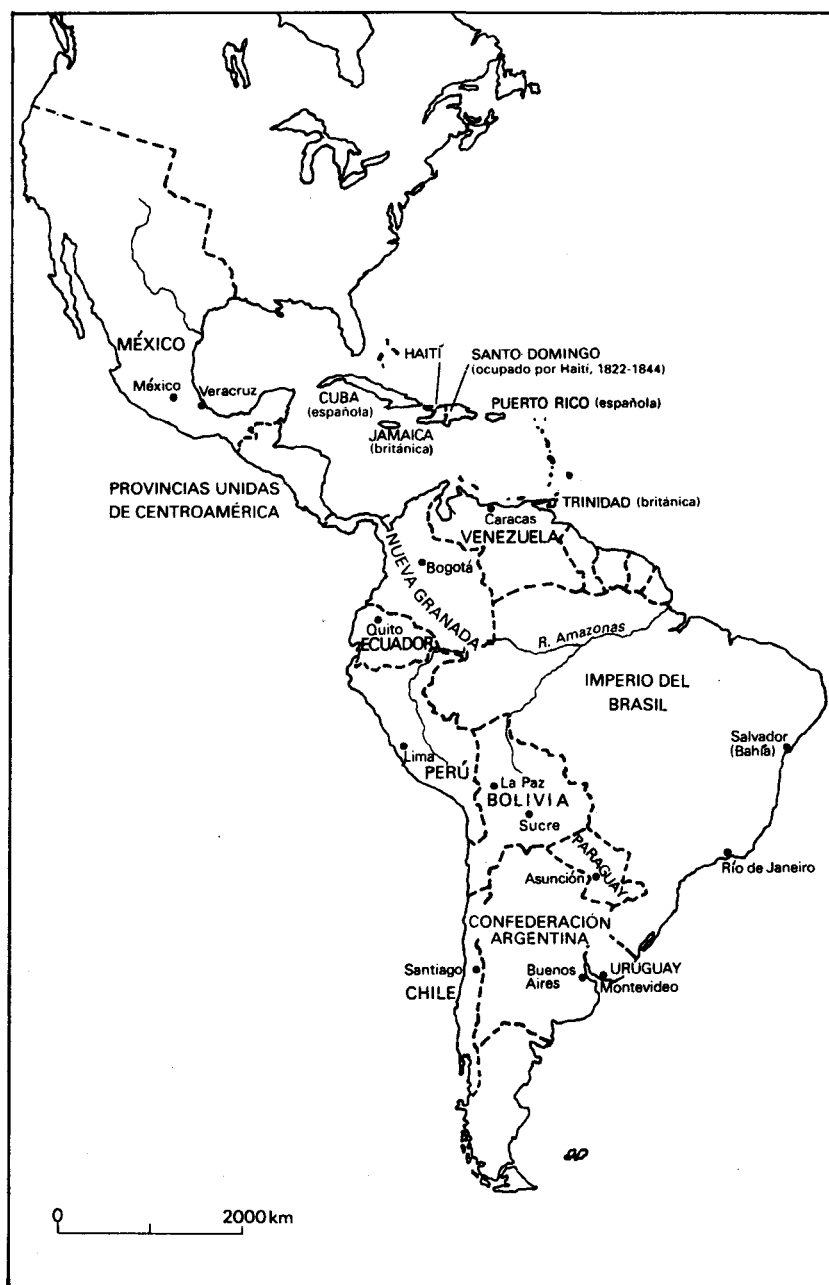 MÉXICO
México
Veracruz
HAITÍ
SANTO DOMINGO
(ocupado por Haití, 1822-1844)
CUBA
(española)
JAMAICA
(británica)
PUERTO RICO (española)
PROVINCIAS UNIDAS
DE CENTROAMÉRICA
TRINIDAD (británica)
Caracas
VENEZUELA
NUEVA GRANADA
Bogotá
Quito
ECUADOR
R. Amazonas
IMPERIO DEL
BRASIL
Salvador
(Bahía)
Lima
PERÚ
La Paz
BOLIVIA
Sucre
PARAGUAY
Río de Janeiro
Asunción
CONFEDERACIÓN
ARGENTINA
Santiago
CHILE
Buenos
Aires
URUGUAY
Montevideo
0 2000 km